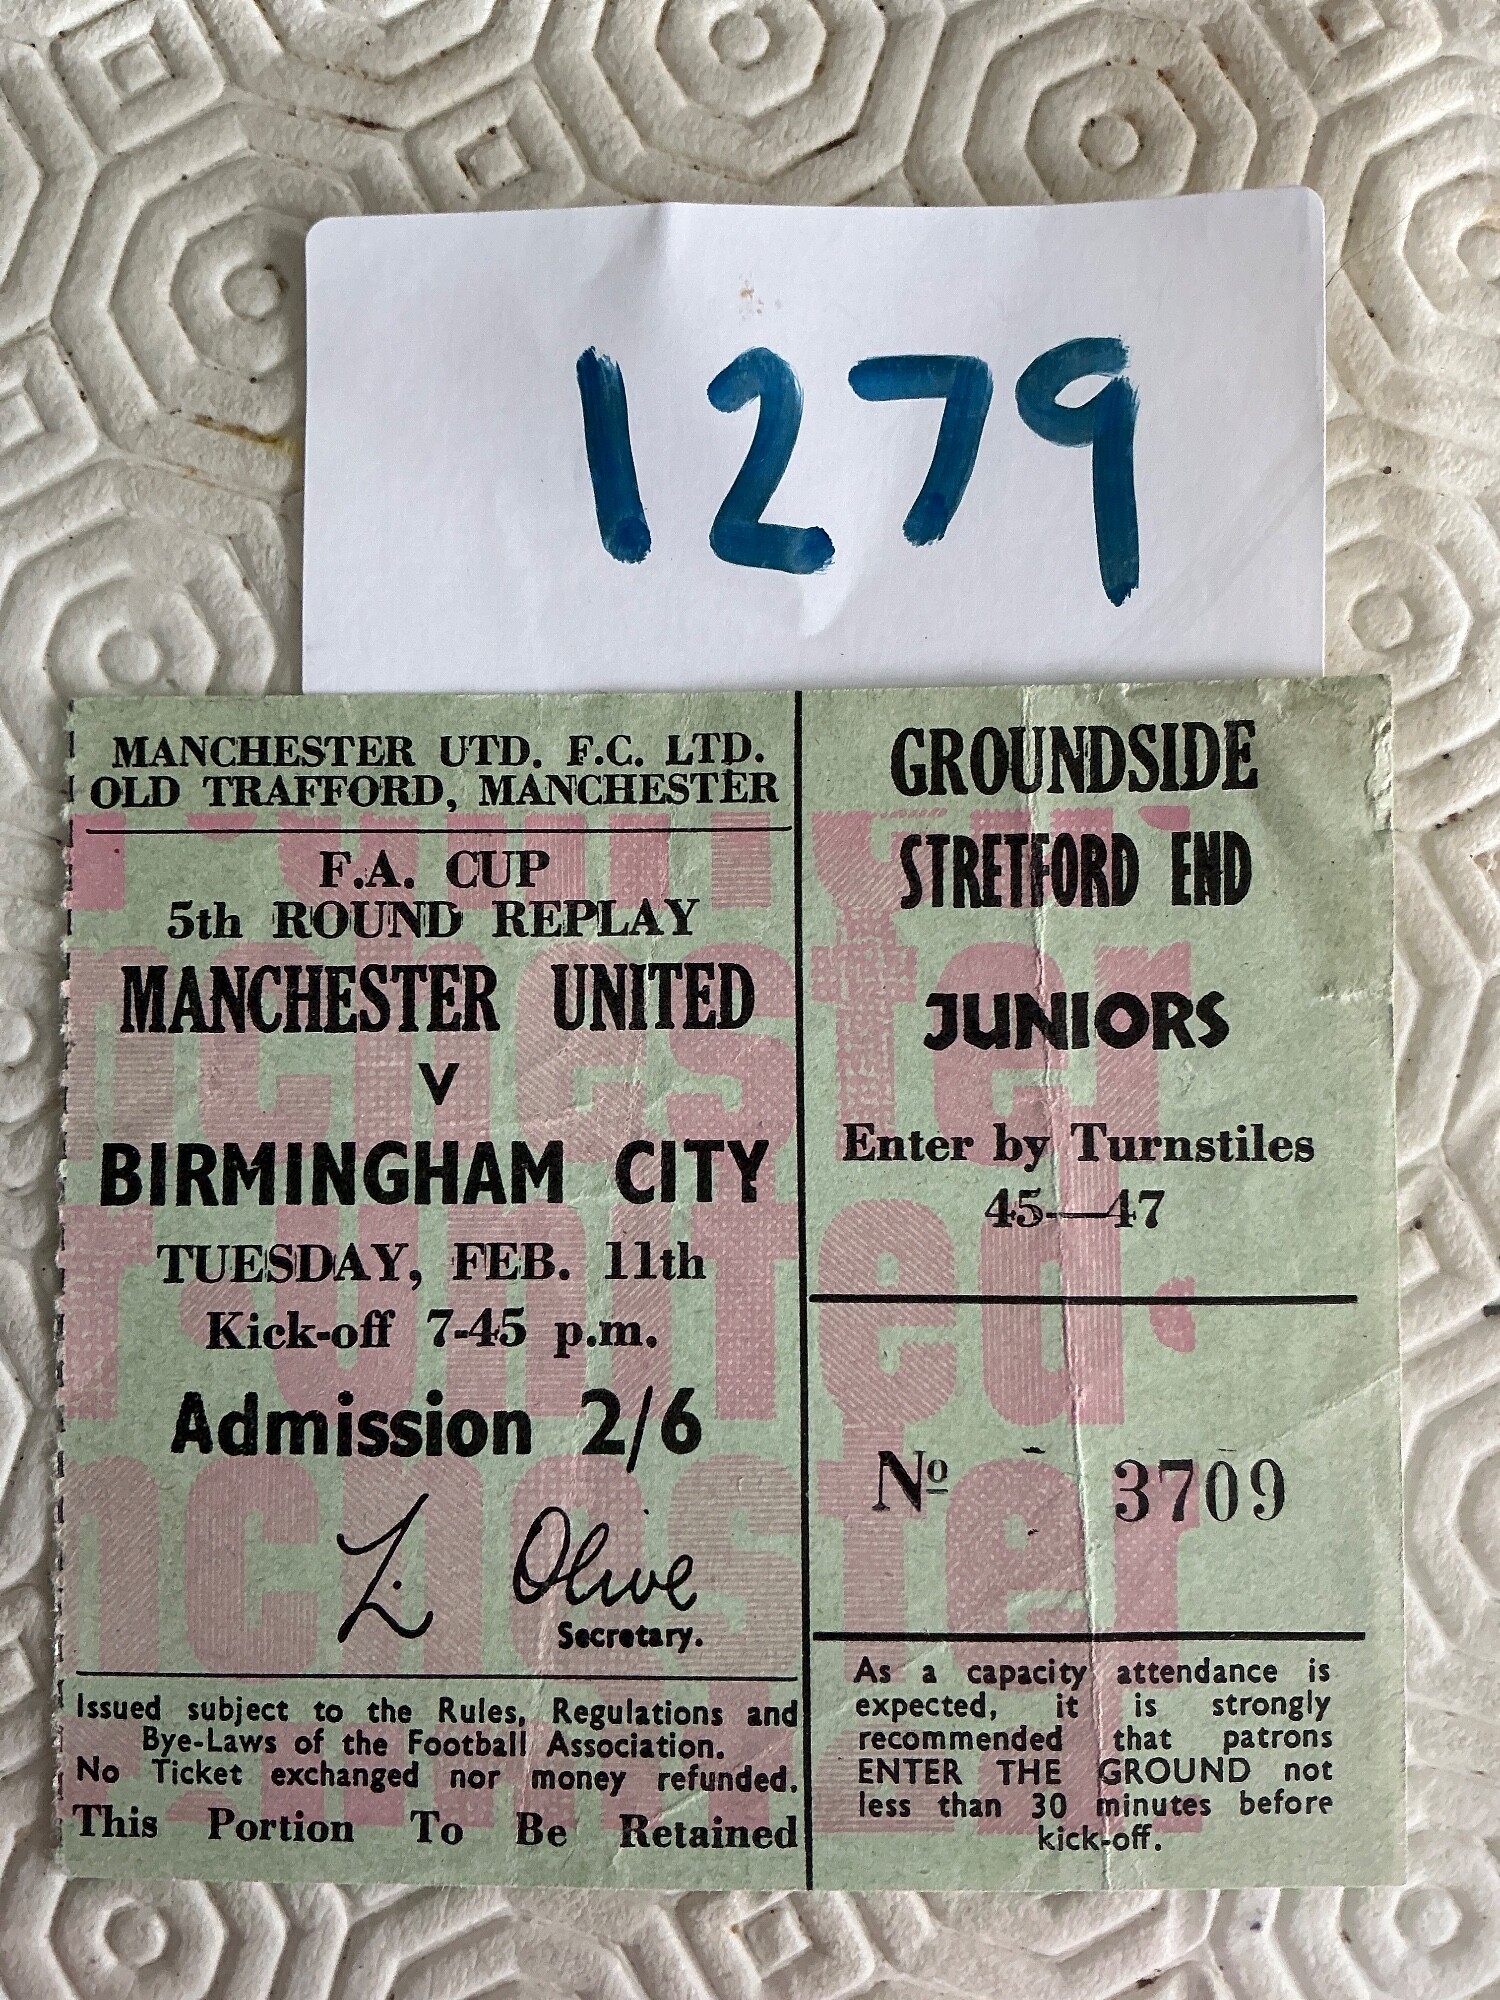 1279
MANCHESTER UTD. F.C. LTD.
OLD TRAFFORD, MANCHESTER
F.A. CUP
5th ROUND REPLAY
MANCHESTER UNITED
V
BIRMINGHAM CITY
TUESDAY, FEB. 11th
Kick-off 7-45 p.m.
Admission 2/6
L. Olive
Secretary.
Issued subject to the Rules, Regulations and
Bye-Laws of the Football Association.
No Ticket exchanged nor money refunded.
This Portion To Be Retained
GROUNDSIDE
STRETFORD END
JUNIORS
Enter by Turnstiles
45—47
Nº 3709
As a capacity attendance is
expected, it is strongly
recommended that patrons
ENTER THE GROUND not
less than 30 minutes before
kick-off.